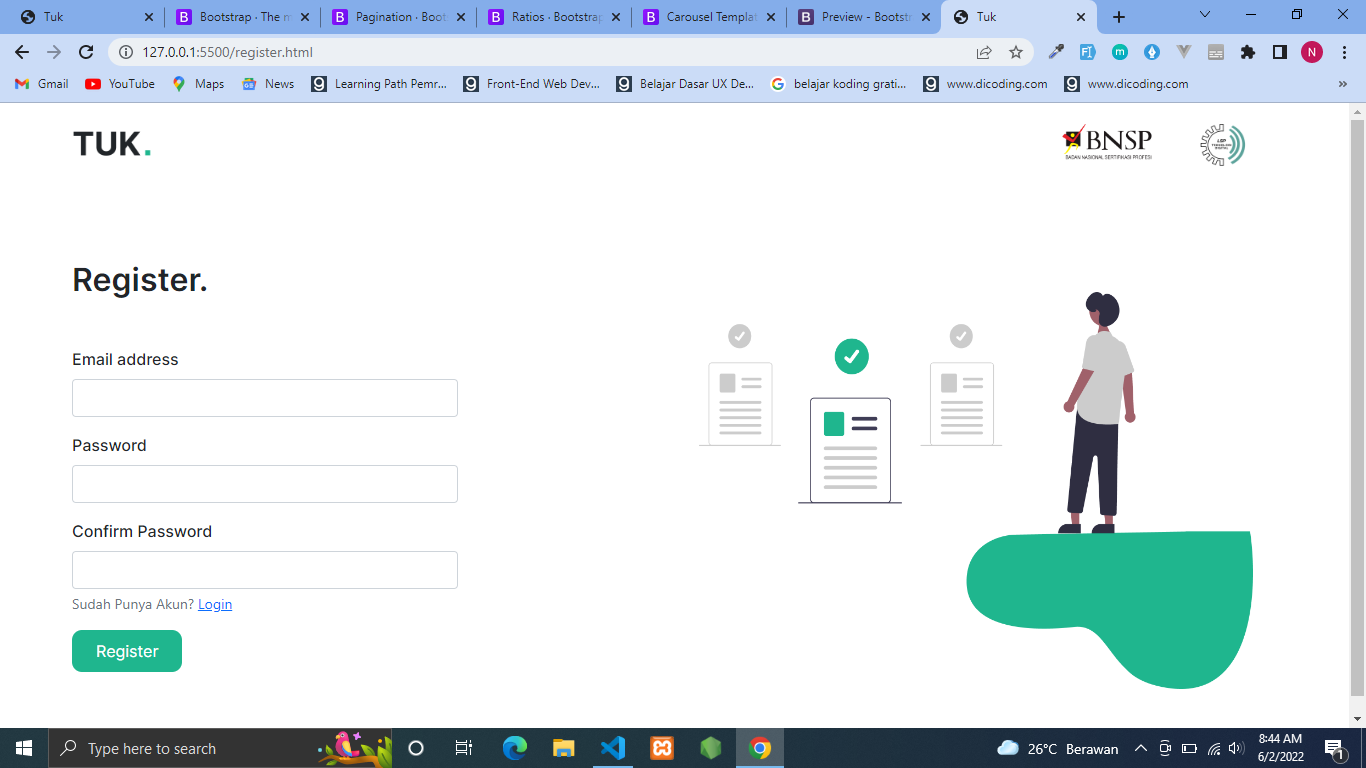 Tuk
Bootstrap · The m
Pagination · Boot
Ratios · Bootstrap
Carousel Templat
Preview - Bootst
Tuk
127.0.0.1:5500/register.html
N
Gmail
YouTube
Maps
News
Learning Path Pemr...
Front-End Web Dev...
Belajar Dasar UX De...
belajar koding grati...
www.dicoding.com
www.dicoding.com
»
TUK.
BNSP
BADAN NASIONAL SERTIFIKASI PROFESI
LSP
Register.
Email address
Password
Confirm Password
Sudah Punya Akun? Login
Register
Type here to search
26°C Berawan
8:44 AM
6/2/2022
1